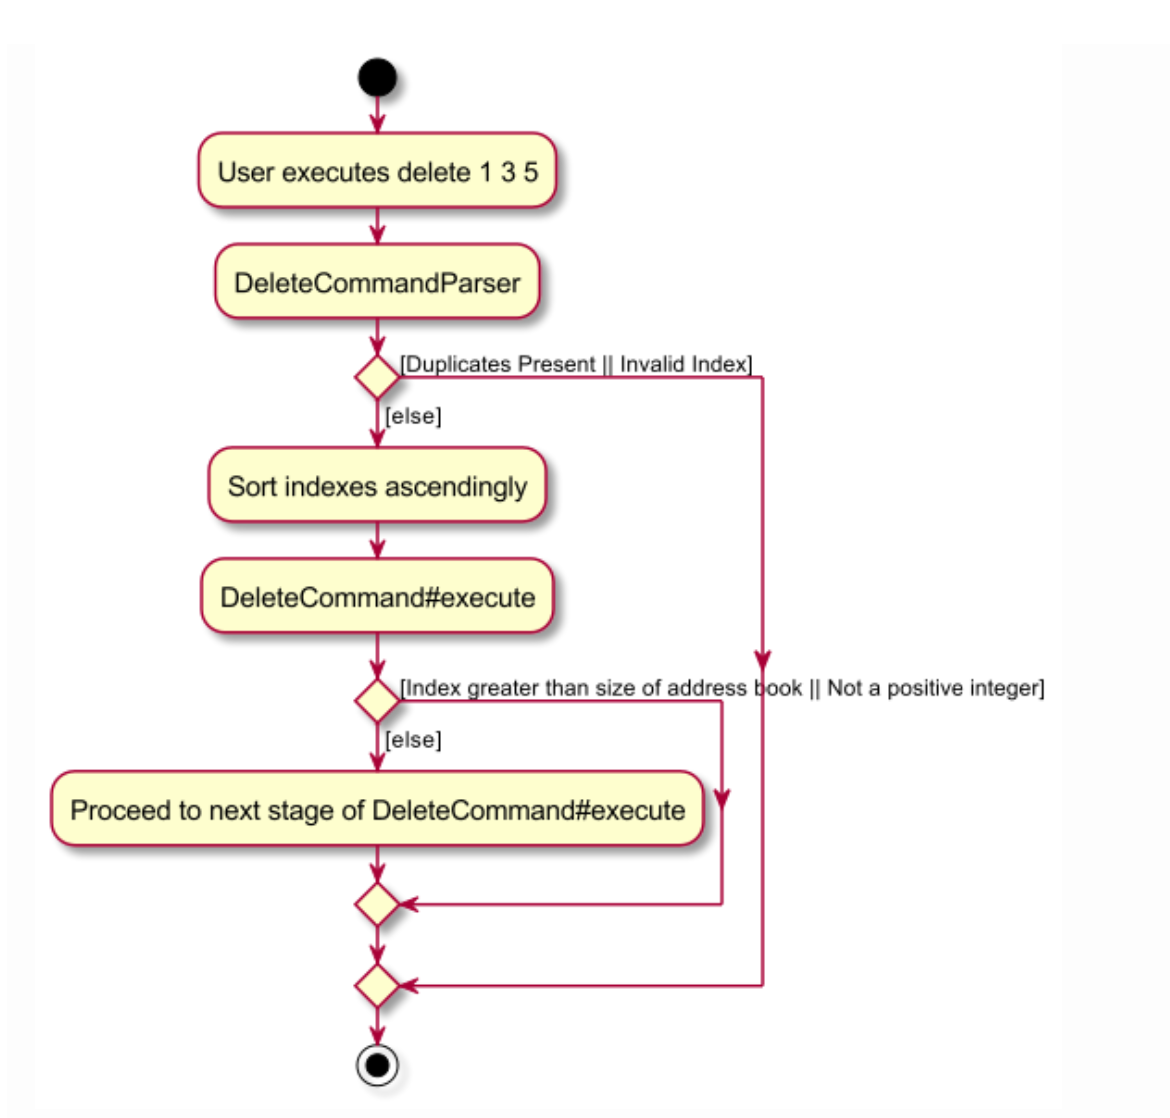 User executes delete 1 3 5
DeleteCommandParser
[Duplicates Present || Invalid Index]
[else]
Sort indexes ascendingly
DeleteCommand#execute
[Index greater than size of address book || Not a positive integer]
[else]
Proceed to next stage of DeleteCommand#execute